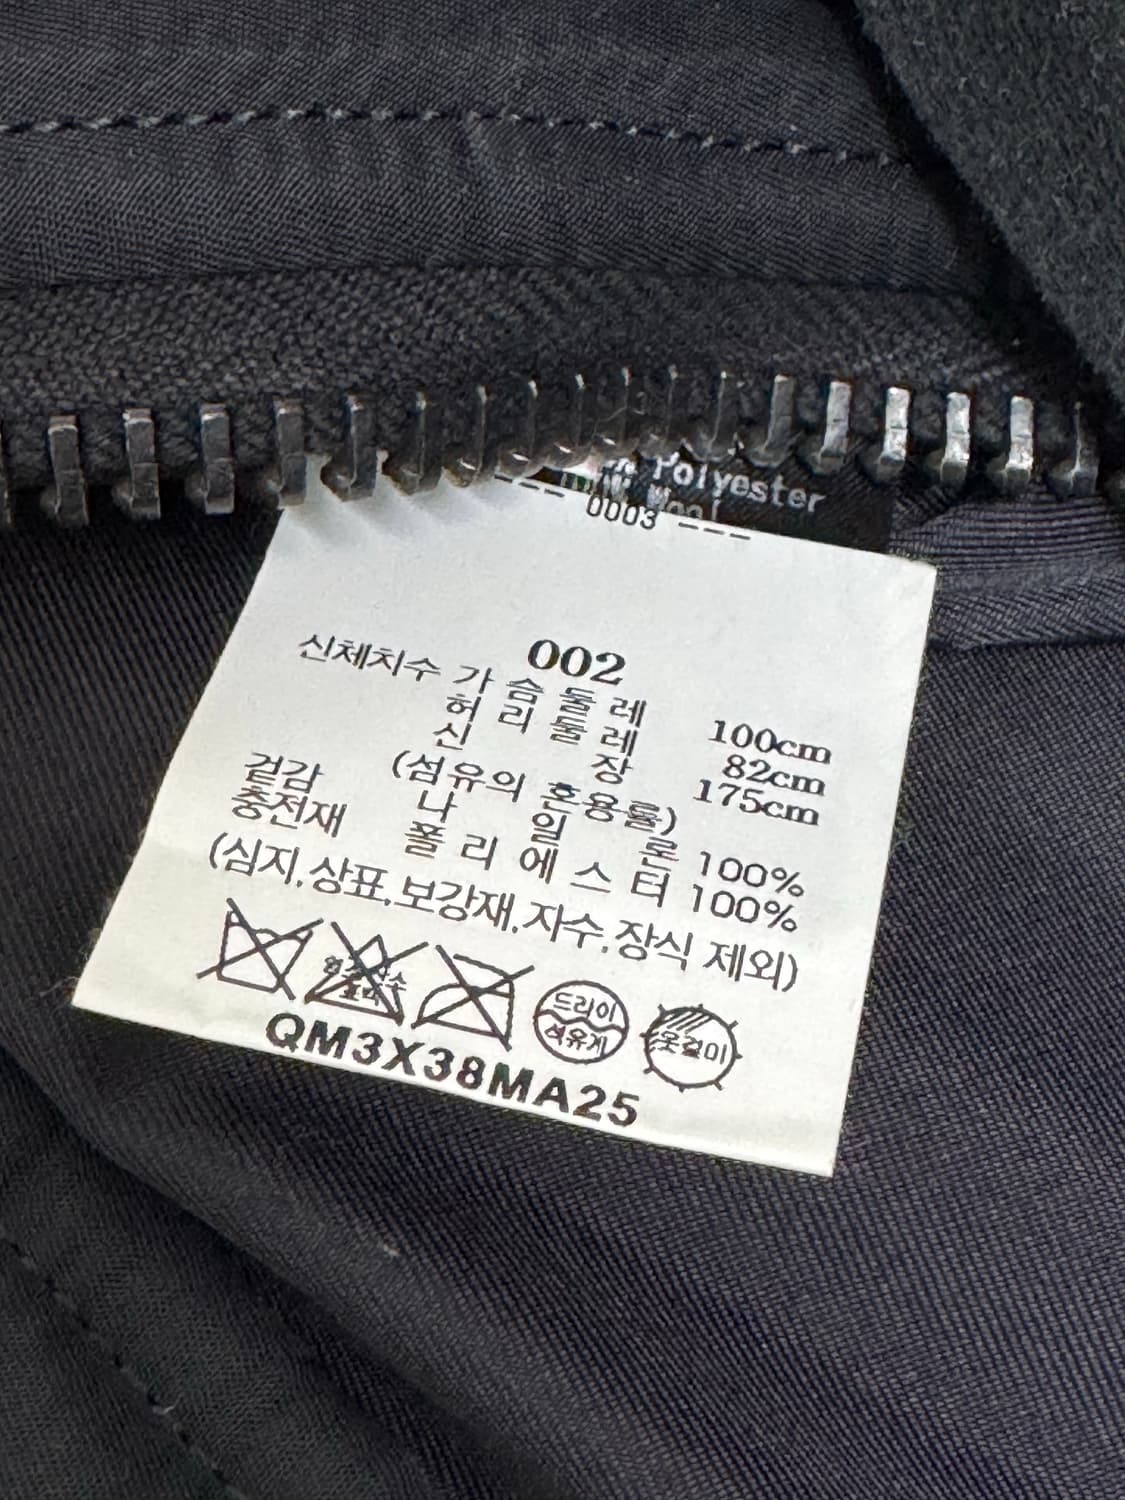 Polyester
Wool
0003
002
신체치수 가슴둘레 100cm
허리둘레 82cm
신장 175cm
(섬유의 혼용률)
겉감 나일론 100%
충전재 폴리에스터 100%
(심지,상표,보강재,자수,장식 제외)
드라이
석유계
옷걸이
QM3X38MA25